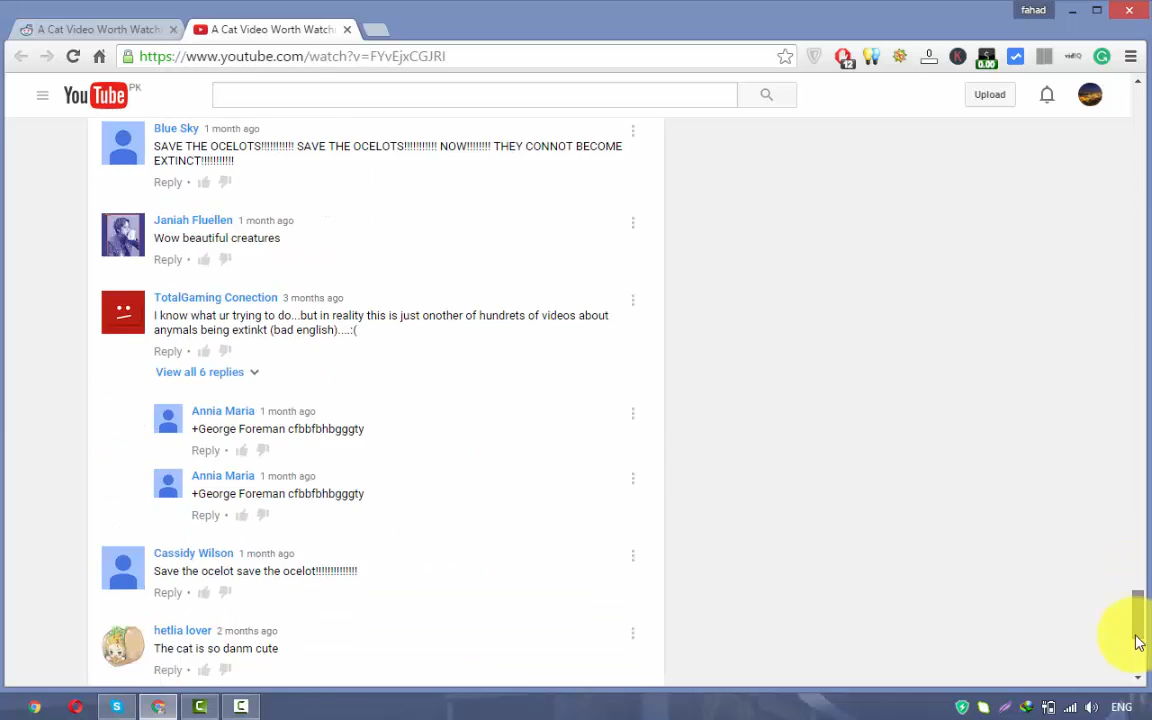 fahad
A Cat Video Worth Watch
A Cat Video Worth Watch
https://www.youtube.com/watch?v=FYvEjxCGJRI
12
0
K
0.00
YouTube PK
Upload
Blue Sky 1 month ago
SAVE THE OCELOTS!!!!!!!!!!! SAVE THE OCELOTS!!!!!!!!!!! NOW!!!!!!!! THEY CONNOT BECOME
EXTINCT!!!!!!!!!!!
Reply •
Janiah Fluellen 1 month ago
Wow beautiful creatures
Reply •
TotalGaming Conection 3 months ago
I know what ur trying to do...but in reality this is just onother of hundrets of videos about
anymals being extinkt (bad english)....:(
Reply •
View all 6 replies
Annia Maria 1 month ago
+George Foreman cfbbfbhbgggty
Reply •
Annia Maria 1 month ago
+George Foreman cfbbfbhbgggty
Reply •
Cassidy Wilson 1 month ago
Save the ocelot save the ocelot!!!!!!!!!!!!!!
Reply •
hetlia lover 2 months ago
The cat is so danm cute
Reply •
ENG